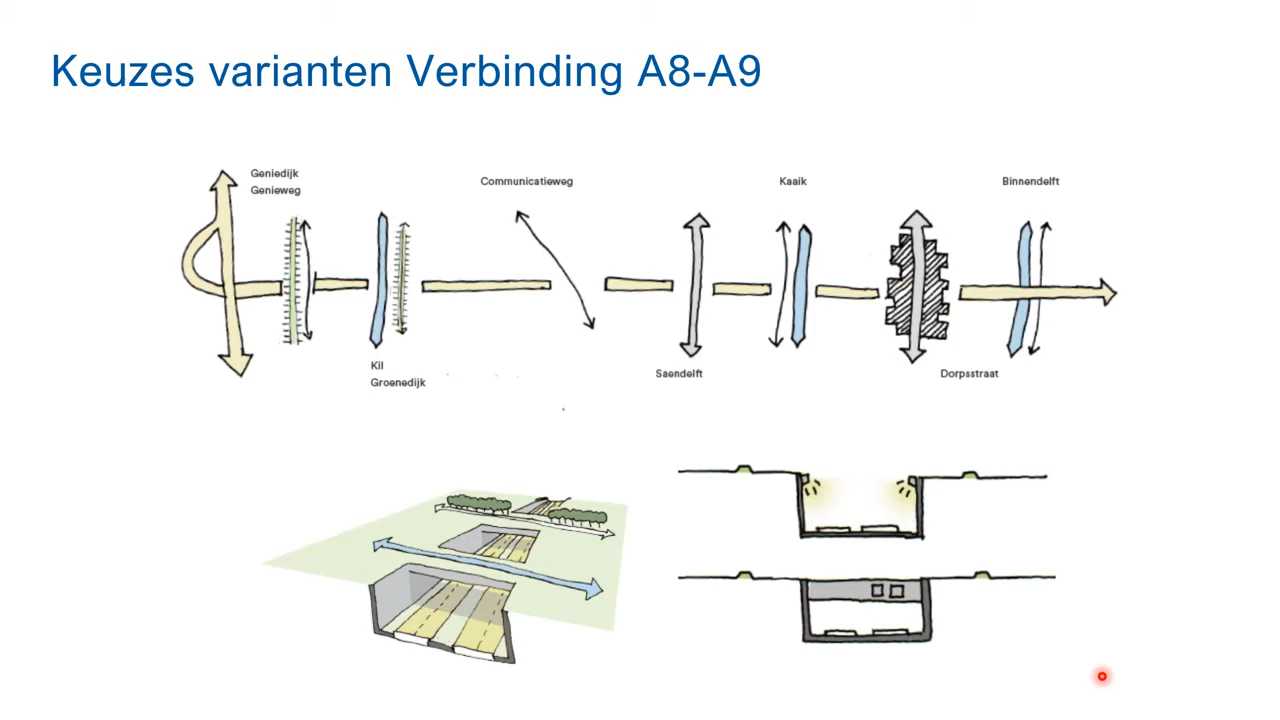 Keuzes varianten Verbinding A8-A9
Geniedijk
Genieweg
Communicatieweg
Kaaik
Binnendelft
Kil
Groenedijk
Saendelft
Dorpsstraat